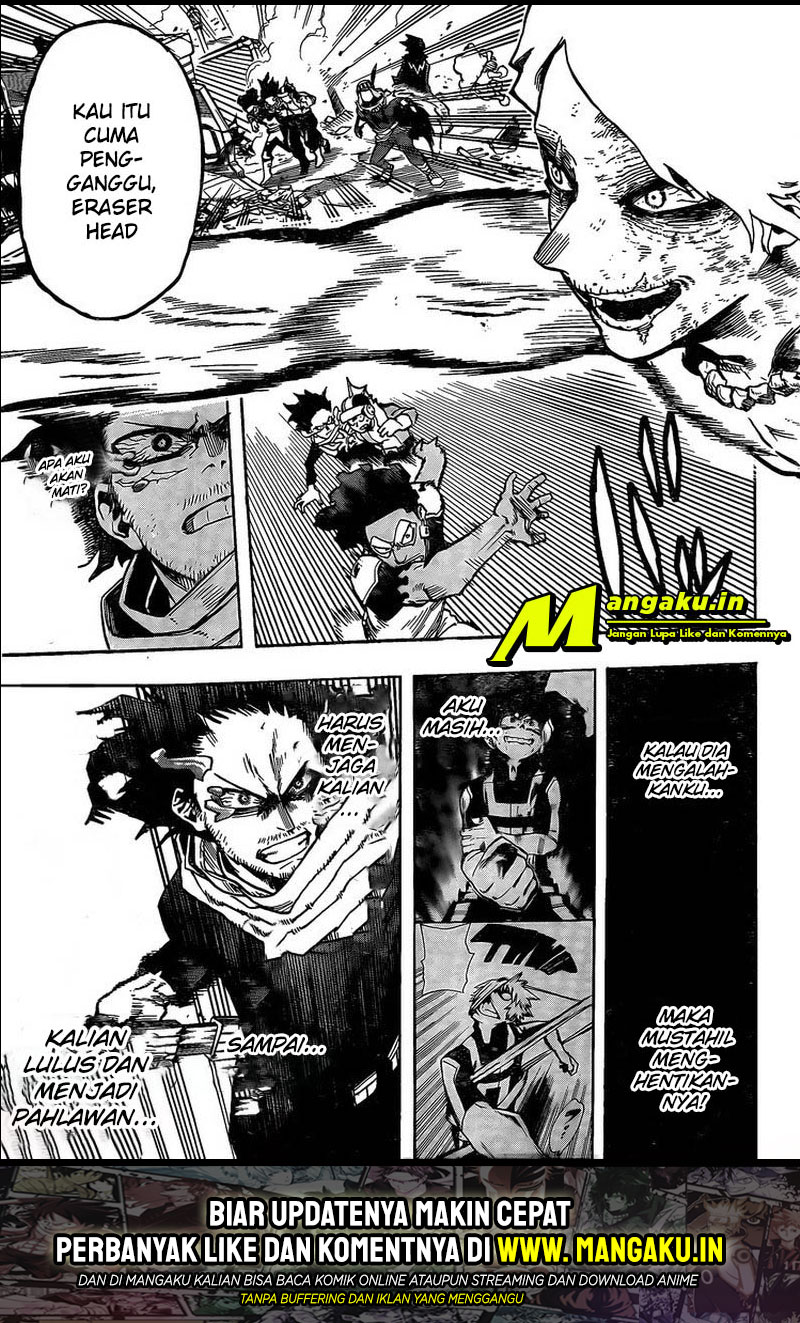 KAU ITU
CUMA
PENG-
GANGGU,
ERASER
HEAD
APA AKU
AKAN
MATI?
Mangaku.in
Jangan Lupa Like dan Komennya
KALAU DIA
MENGALAH-
KANKU...
MAKA
MUSTAHIL
MENG-
HENTIKAN-
NYA!
AKU
MASIH...
HARUS
MEN-
JAGA
KALIAN
...
SAMPAI...
KALIAN
LULUS DAN
MENJADI
PAHLAWAN...
BIAR UPDATENYA MAKIN CEPAT
PERBANYAK LIKE DAN KOMENTNYA DI WWW. MANGAKU.IN
DAN DI MANGAKU KALIAN BISA BACA KOMIK ONLINE ATAUPUN STREAMING DAN DOWNLOAD ANIME
TANPA BUFFERING DAN IKLAN YANG MENGGANGU